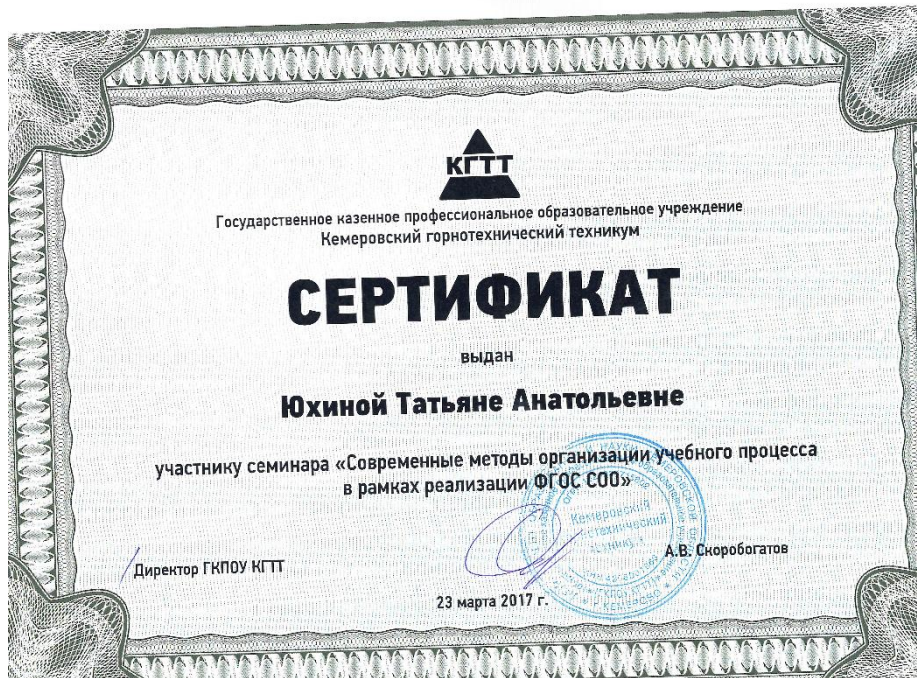 КГТТ
Государственное казенное профессиональное образовательное учреждение
Кемеровский горнотехнический техникум
СЕРТИФИКАТ
выдан
Юхиной Татьяне Анатольевне
участнику семинара «Современные методы организации учебного процесса
в рамках реализации ФГОС СОО»
Кемеровский
Директор ГКПОУ КГТТ
А.В. Скоробогатов
23 марта 2017 г.